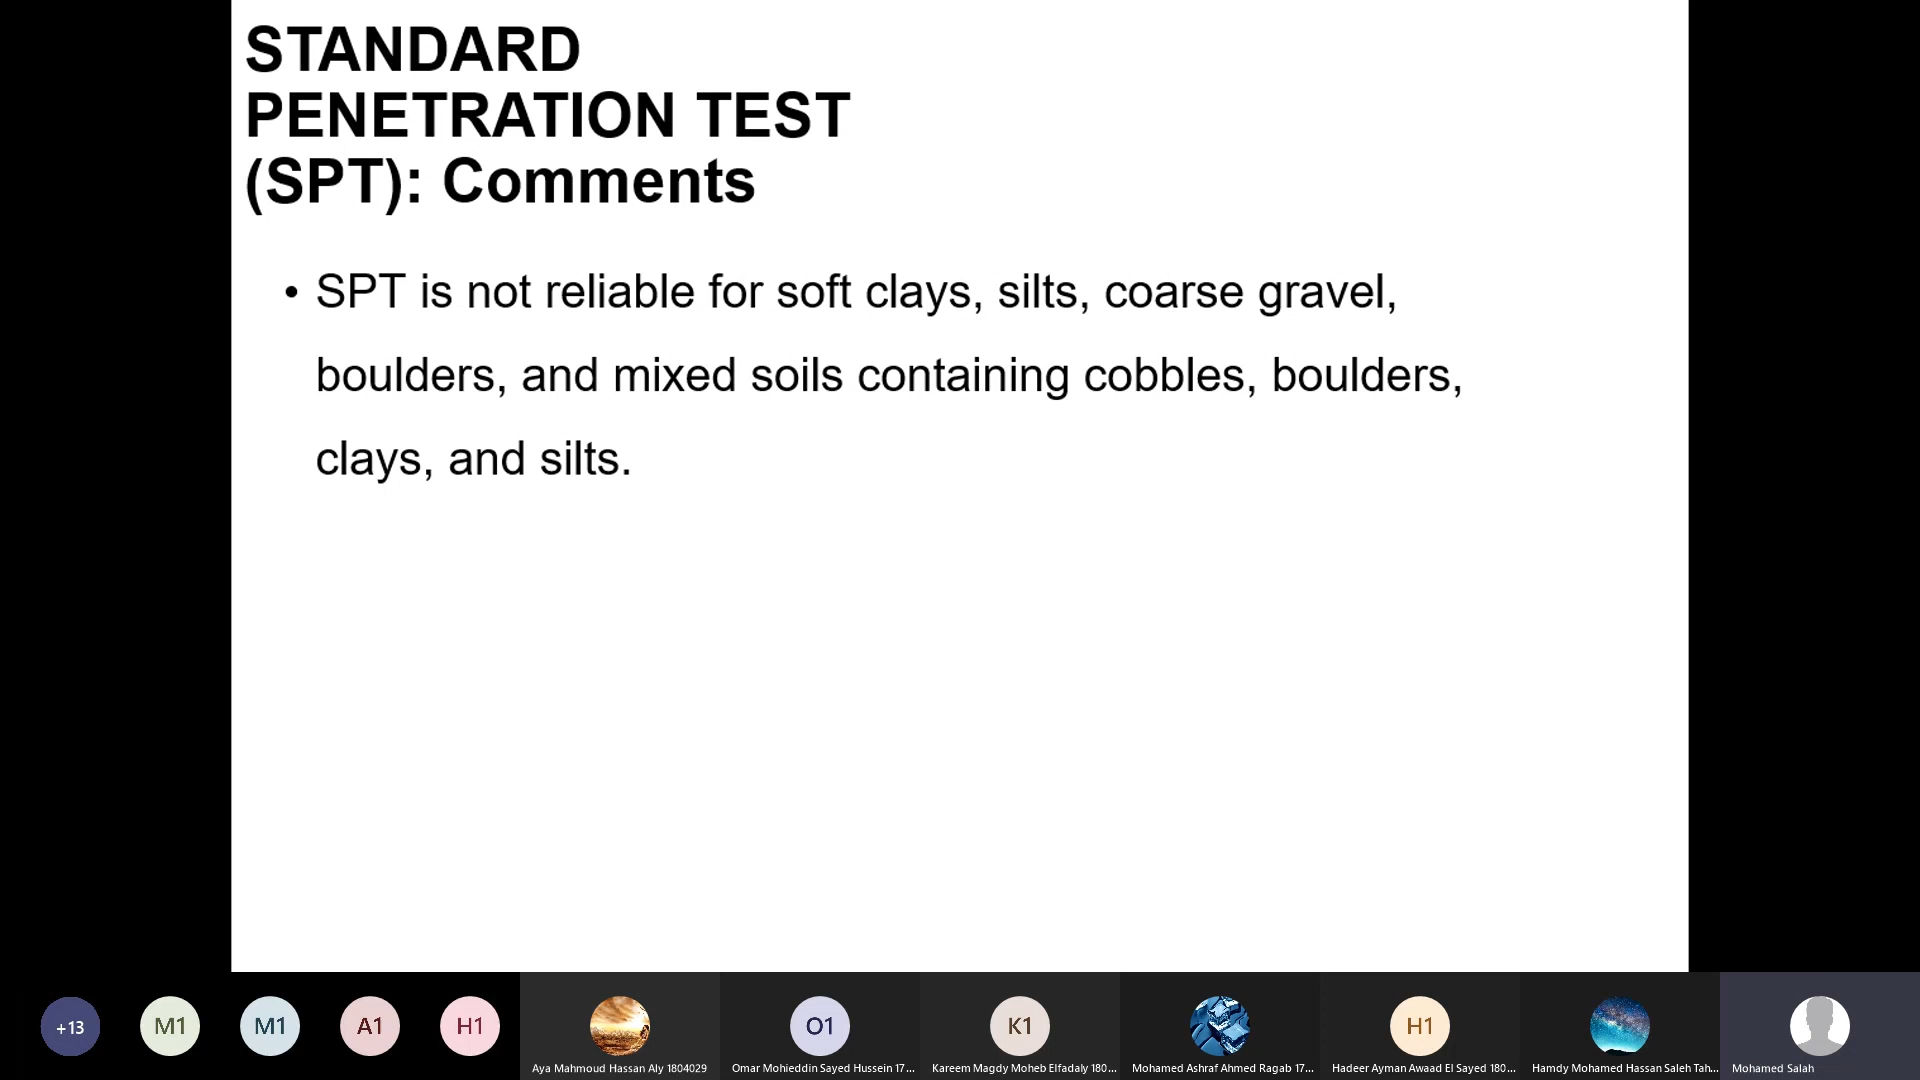 STANDARD
PENETRATION TEST
(SPT): Comments
• SPT is not reliable for soft clays, silts, coarse gravel,
boulders, and mixed soils containing cobbles, boulders,
clays, and silts.
+13
M1
M1
A1
H1
O1
K1
H1
Aya Mahmoud Hassan Aly 1804029
Omar Mohieddin Sayed Hussein 17...
Kareem Magdy Moheb Elfadaly 180...
Mohamed Ashraf Ahmed Ragab 17...
Hadeer Ayman Awaad El Sayed 180...
Hamdy Mohamed Hassan Saleh Tah...
Mohamed Salah